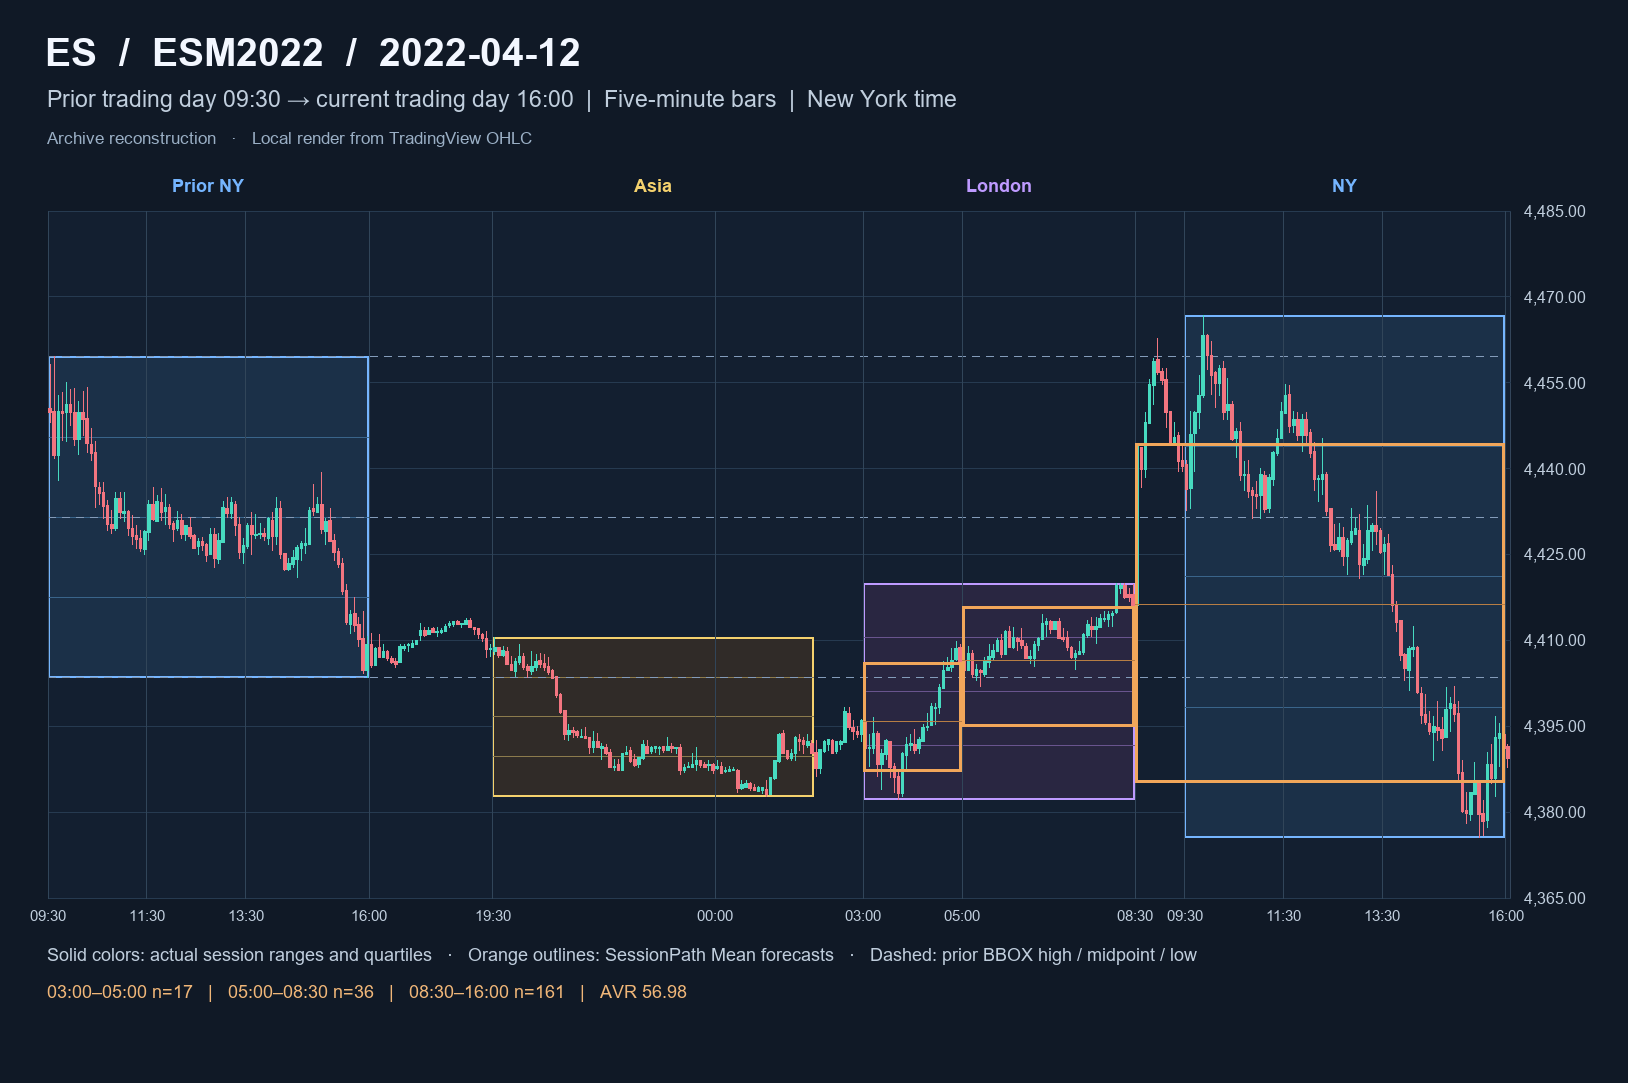 ES / ESM2022 / 2022-04-12
Prior trading day 09:30 → current trading day 16:00 | Five-minute bars | New York time
Archive reconstruction · Local render from TradingView OHLC
Prior NY Asia London NY
4,485.00
4,470.00
4,455.00
4,440.00
4,425.00
4,410.00
4,395.00
4,380.00
4,365.00
09:30 11:30 13:30 16:00 19:30 00:00 03:00 05:00 08:30 09:30 11:30 13:30 16:00
Solid colors: actual session ranges and quartiles · Orange outlines: SessionPath Mean forecasts · Dashed: prior BBOX high / midpoint / low
03:00–05:00 n=17 | 05:00–08:30 n=36 | 08:30–16:00 n=161 | AVR 56.98